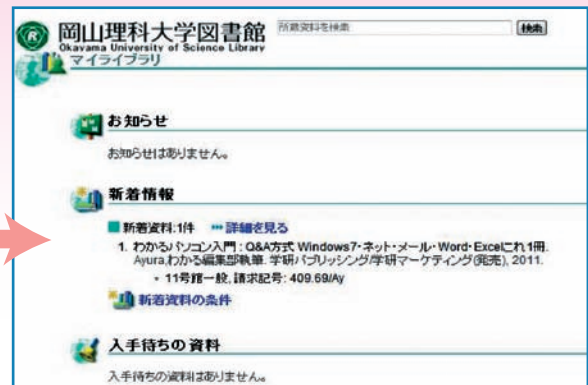 岡山理科大学図書館
所蔵資料を検索
検索
Okayama University of Science Library
マイライブラリ
お知らせ
お知らせはありません。
新着情報
新着資料:1件 詳細を見る
1. わかるパソコン入門 : Q&A方式 Windows7・ネット・メール・Word・Excelこれ1冊.
Ayura,わかる編集部執筆. 学研パブリッシング/学研マーケティング(発売), 2011.
・ 11号館一般, 請求記号: 409.69/Ay
新着資料の条件
入手待ちの資料
入手待ちの資料はありません。